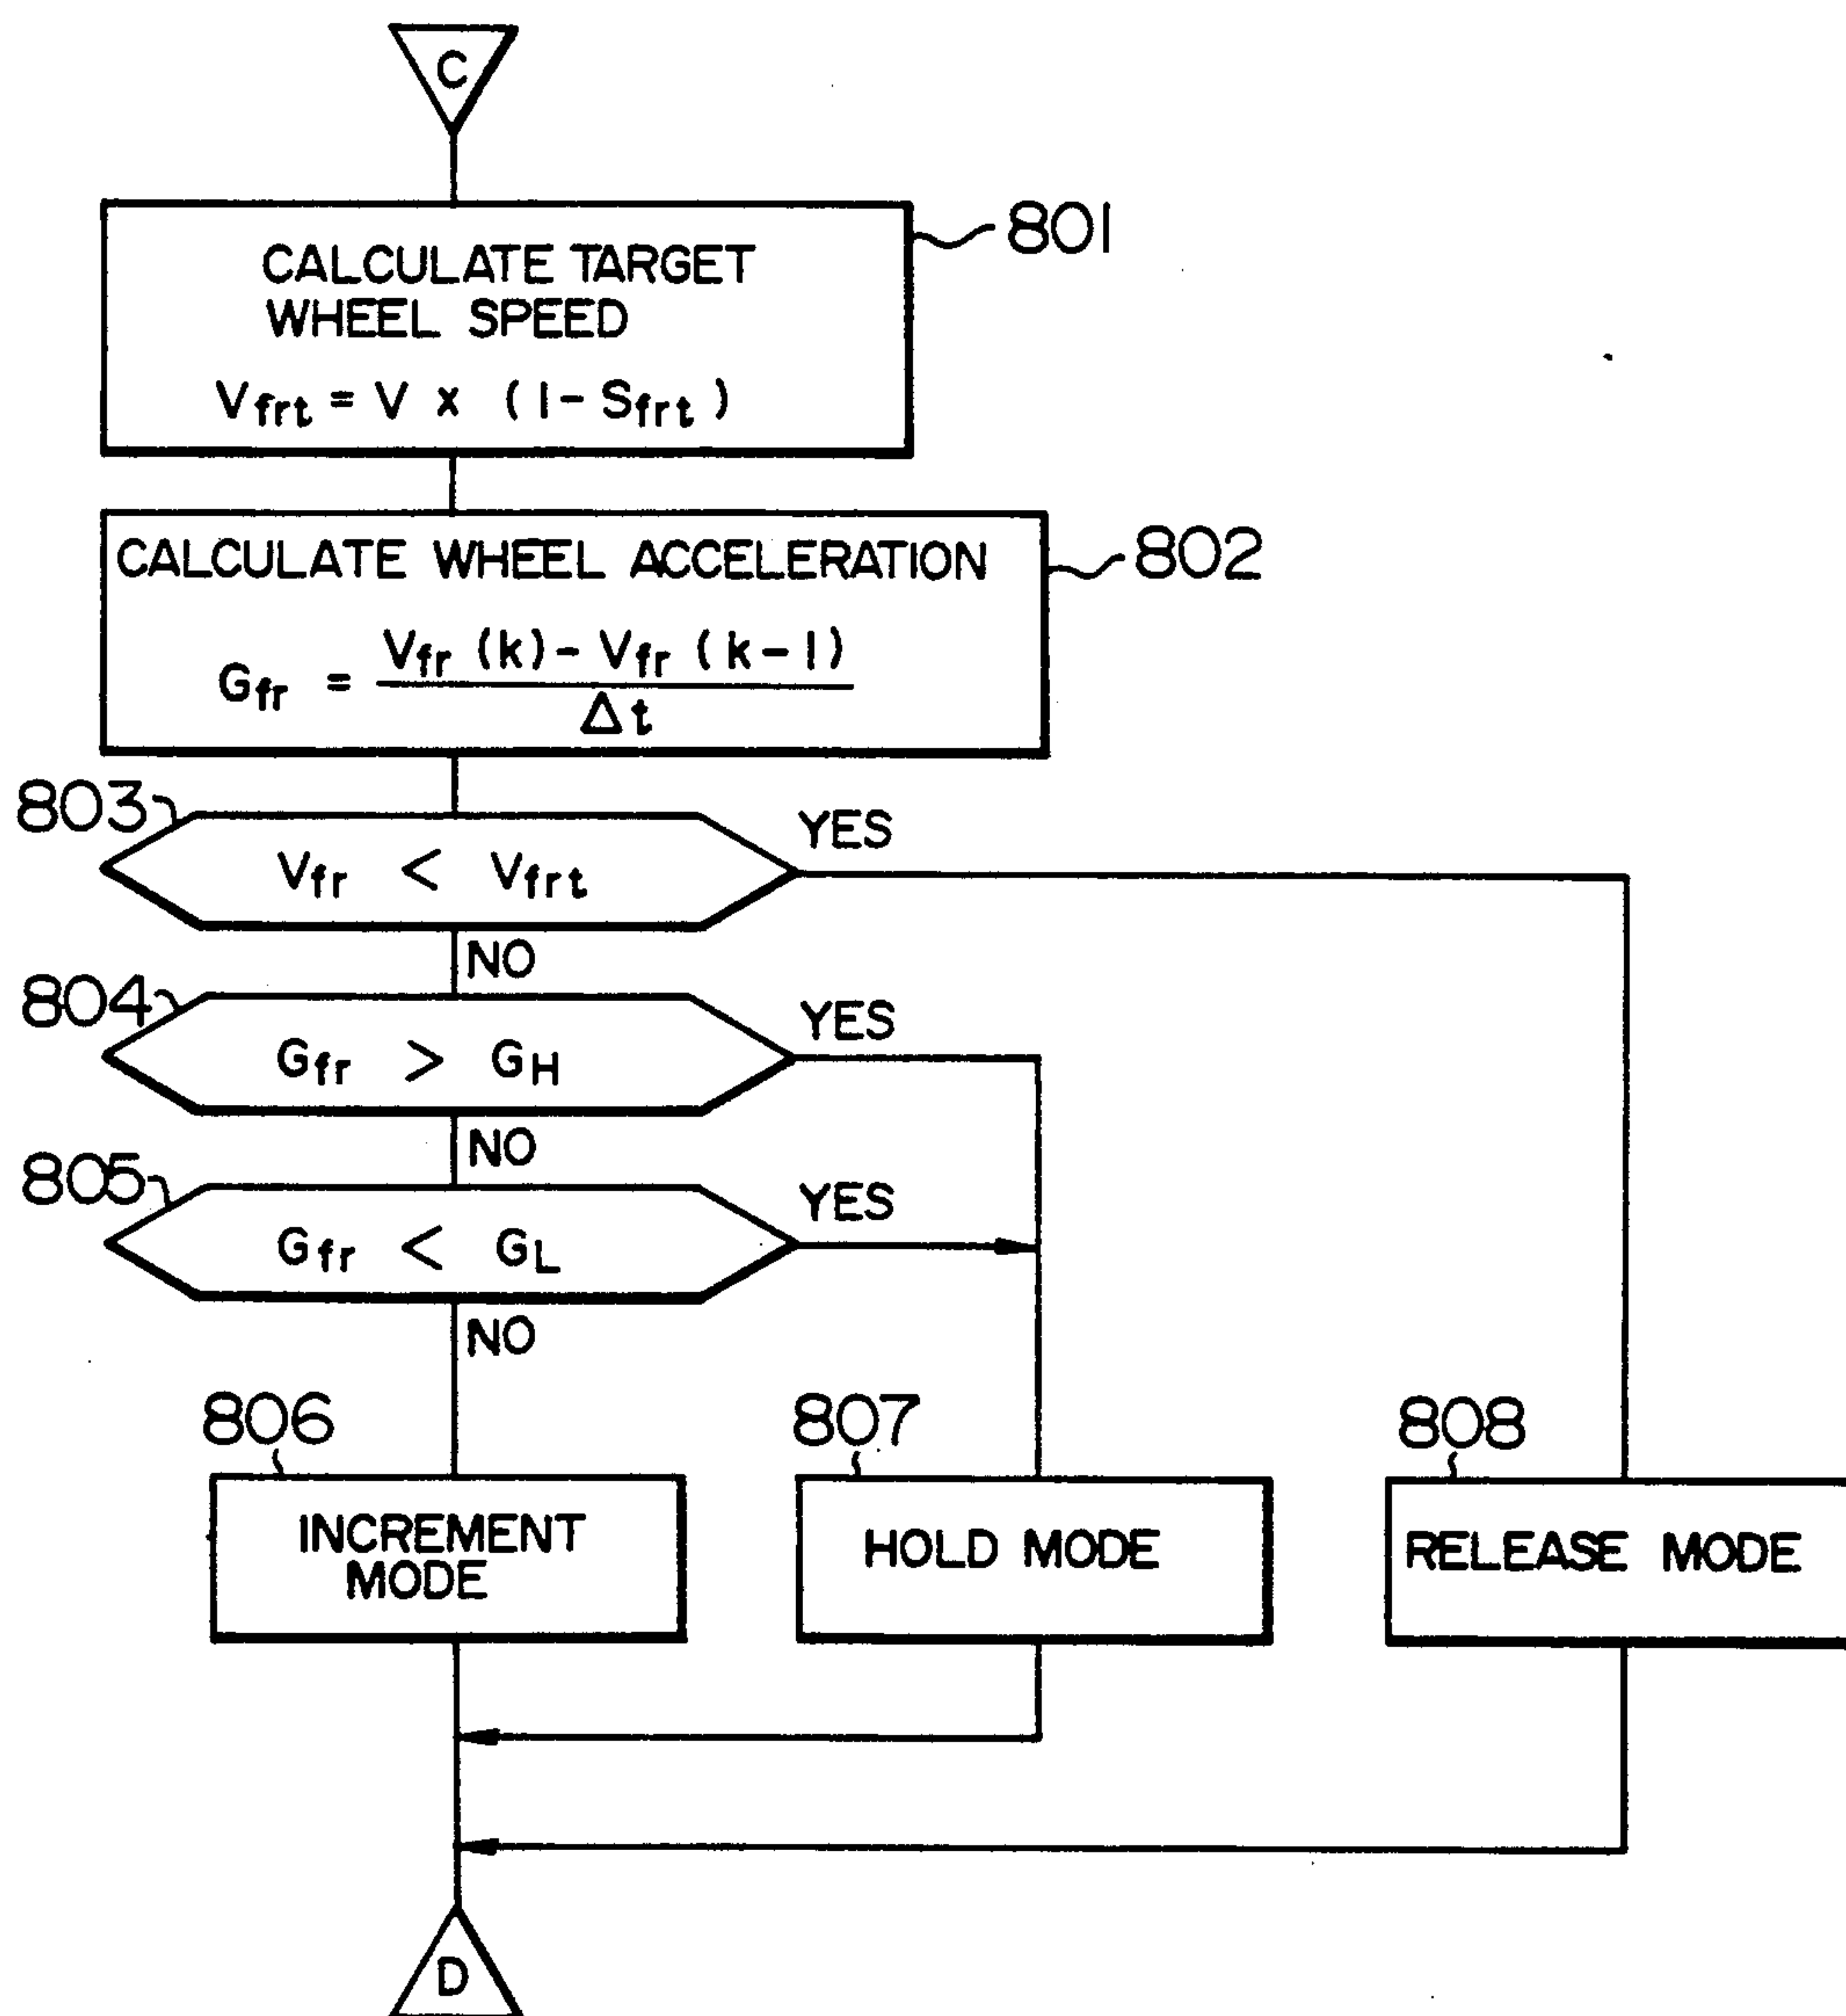 C
801
CALCULATE TARGET
WHEEL SPEED
Vfrt = V x (1 - Sfrt)
802
CALCULATE WHEEL ACCELERATION
Gfr = Vfr (k) - Vfr (k - 1)
Δt
803
Vfr < Vfrt
YES
NO
804
Gfr > GH
YES
NO
805
Gfr < GL
YES
NO
806
INCREMENT
MODE
807
HOLD MODE
808
RELEASE MODE
D